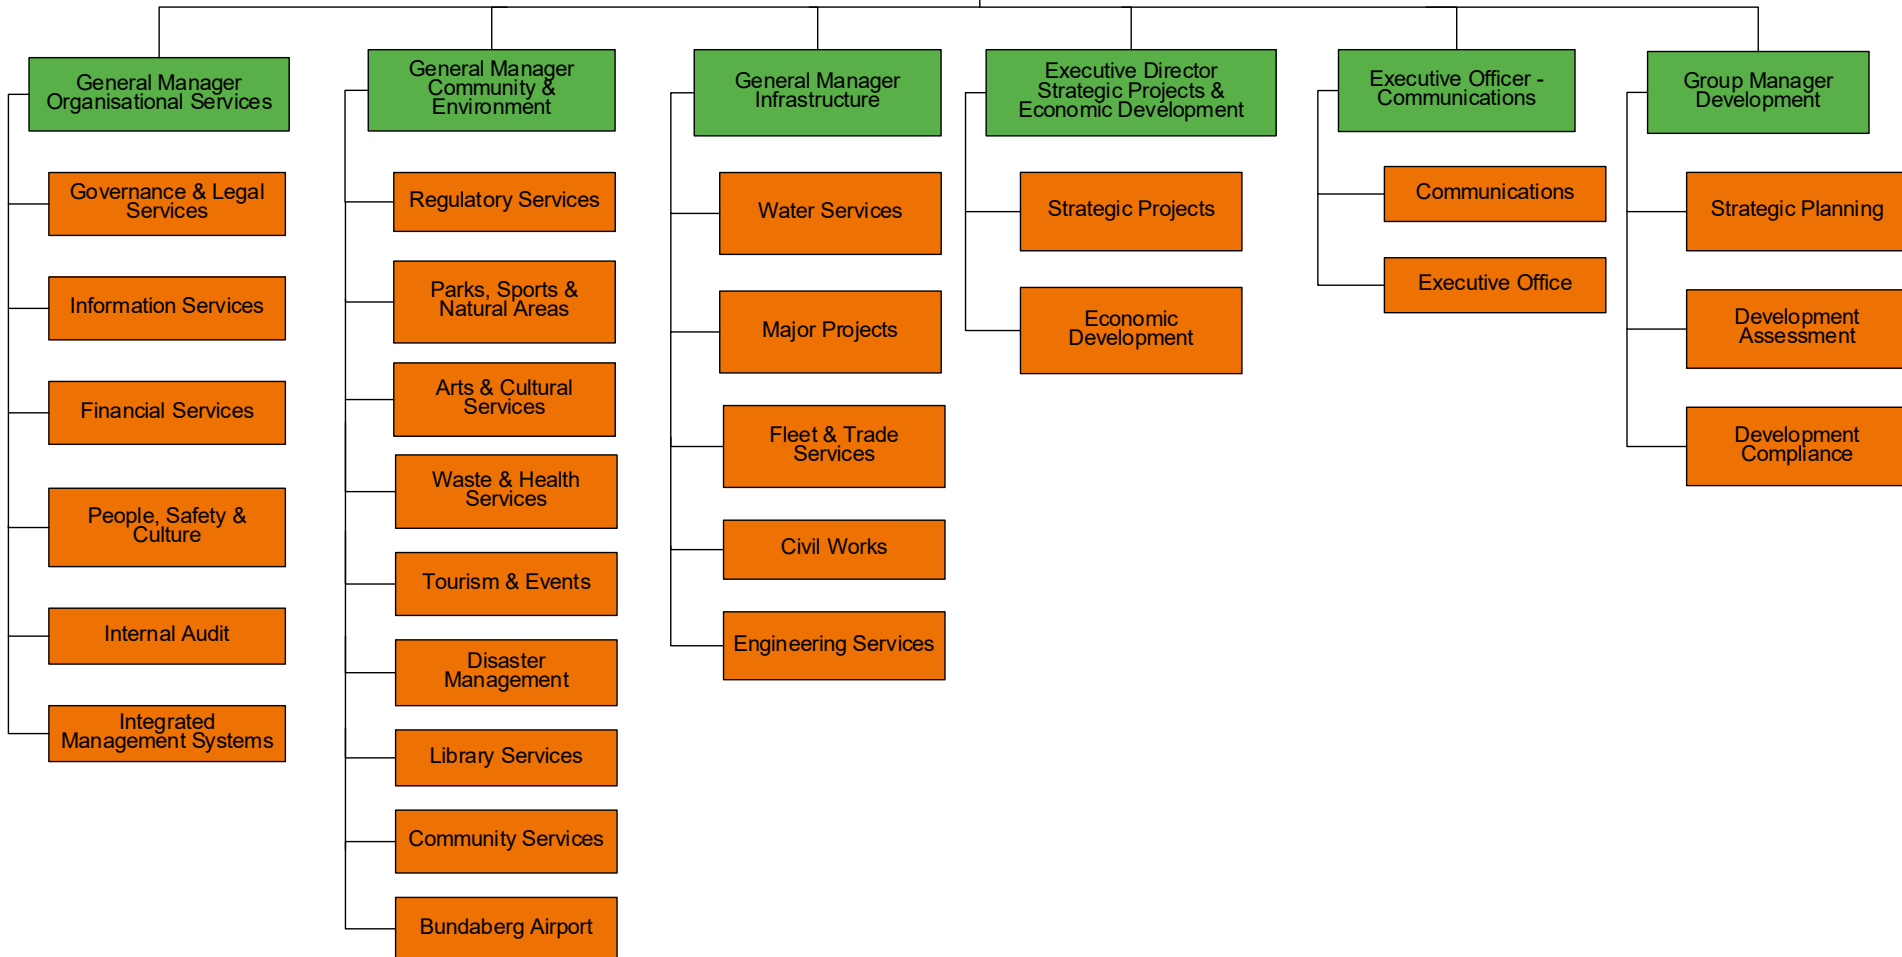 General Manager
Organisational Services
Governance & Legal
Services
Information Services
Financial Services
People, Safety &
Culture
Internal Audit
Integrated
Management Systems
General Manager
Community &
Environment
Regulatory Services
Parks, Sports &
Natural Areas
Arts & Cultural
Services
Waste & Health
Services
Tourism & Events
Disaster
Management
Library Services
Community Services
Bundaberg Airport
General Manager
Infrastructure
Water Services
Major Projects
Fleet & Trade
Services
Civil Works
Engineering Services
Executive Director
Strategic Projects &
Economic Development
Strategic Projects
Economic
Development
Executive Officer -
Communications
Communications
Executive Office
Group Manager
Development
Strategic Planning
Development
Assessment
Development
Compliance